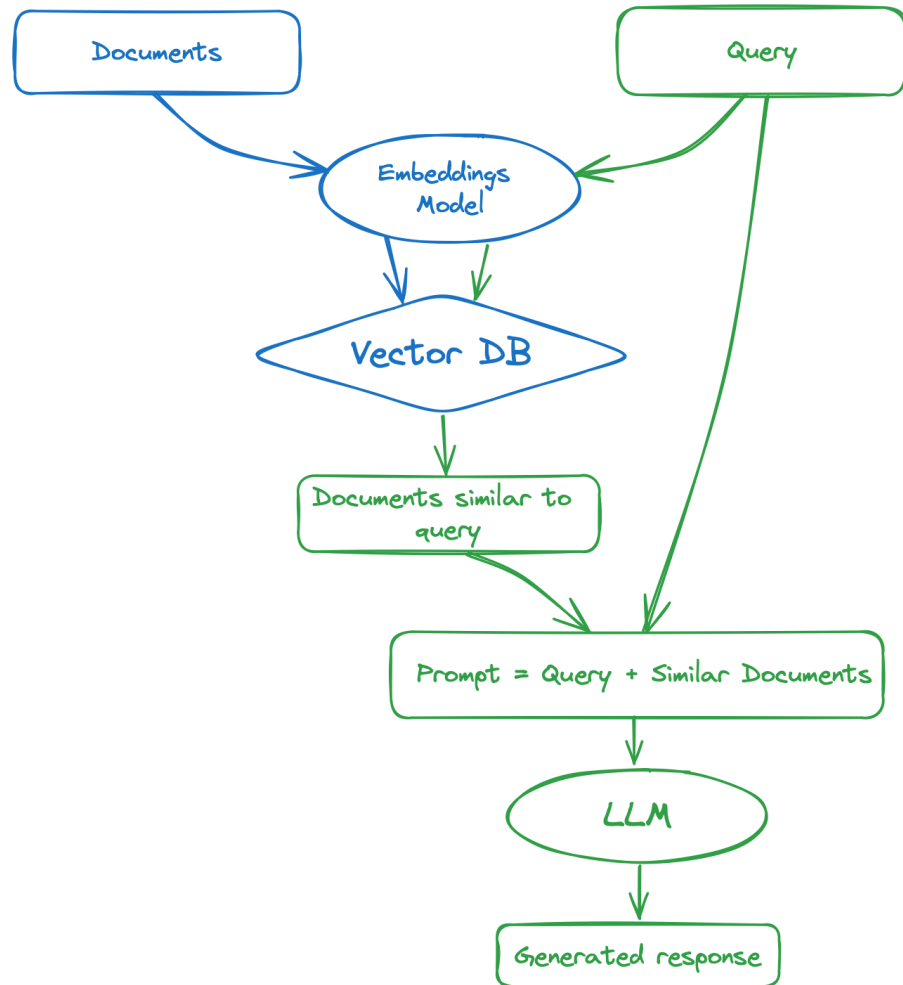 Documents
Query
Embeddings
Model
Vector DB
Documents similar to
query
Prompt = Query + Similar Documents
LLM
Generated response